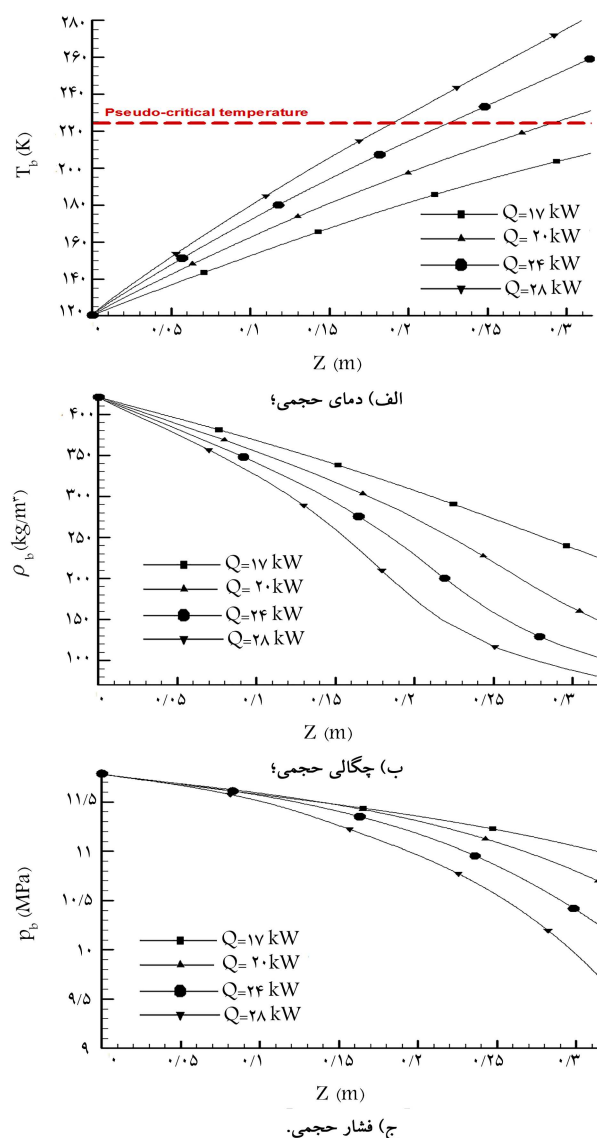 ۲۸۰
۲۶۰
۲۴۰
۲۲۰
۲۰۰
۱۸۰
۱۶۰
۱۴۰
۱۲۰
T_b (K)
Pseudo-critical temperature
Q=۱۷ kW
Q= ۲۰kW
Q=۲۴ kW
Q=۲۸ kW
۰/۰۵ ۰/۱ ۰/۱۵ ۰/۲ ۰/۲۵ ۰/۳
Z (m)
الف) دمای حجمی؛
۴۰۰
۳۵۰
۳۰۰
۲۵۰
۲۰۰
۱۵۰
۱۰۰
ρ_b (kg/m³)
Q=۱۷ kW
Q= ۲۰ kW
Q=۲۴ kW
Q=۲۸ kW
۰ ۰/۰۵ ۰/۱ ۰/۱۵ ۰/۲ ۰/۲۵ ۰/۳
Z (m)
ب) چگالی حجمی؛
۱۱/۵
۱۱
۱۰/۵
۱۰
۹/۵
۹
p_b (MPa)
Q=۱۷ kW
Q= ۲۰kW
Q=۲۴ kW
Q=۲۸ kW
۰ ۰/۰۵ ۰/۱ ۰/۱۵ ۰/۲ ۰/۲۵ ۰/۳
Z (m)
ج) فشار حجمی.